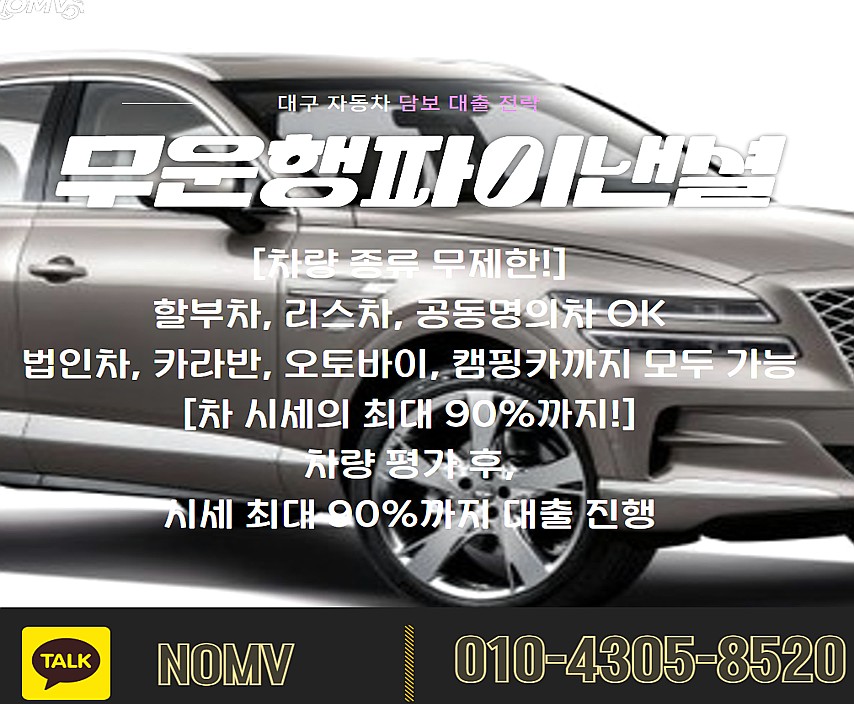 NOMV
대구 자동차 담보 대출 전략
무운행파이낸셜
[차량 종류 무제한!]
할부차, 리스차, 공동명의차 OK
법인차, 카라반, 오토바이, 캠핑카까지 모두 가능
[차 시세의 최대 90%까지!]
차량 평가 후,
시세 최대 90%까지 대출 진행
TALK NOMV 010-4305-8520